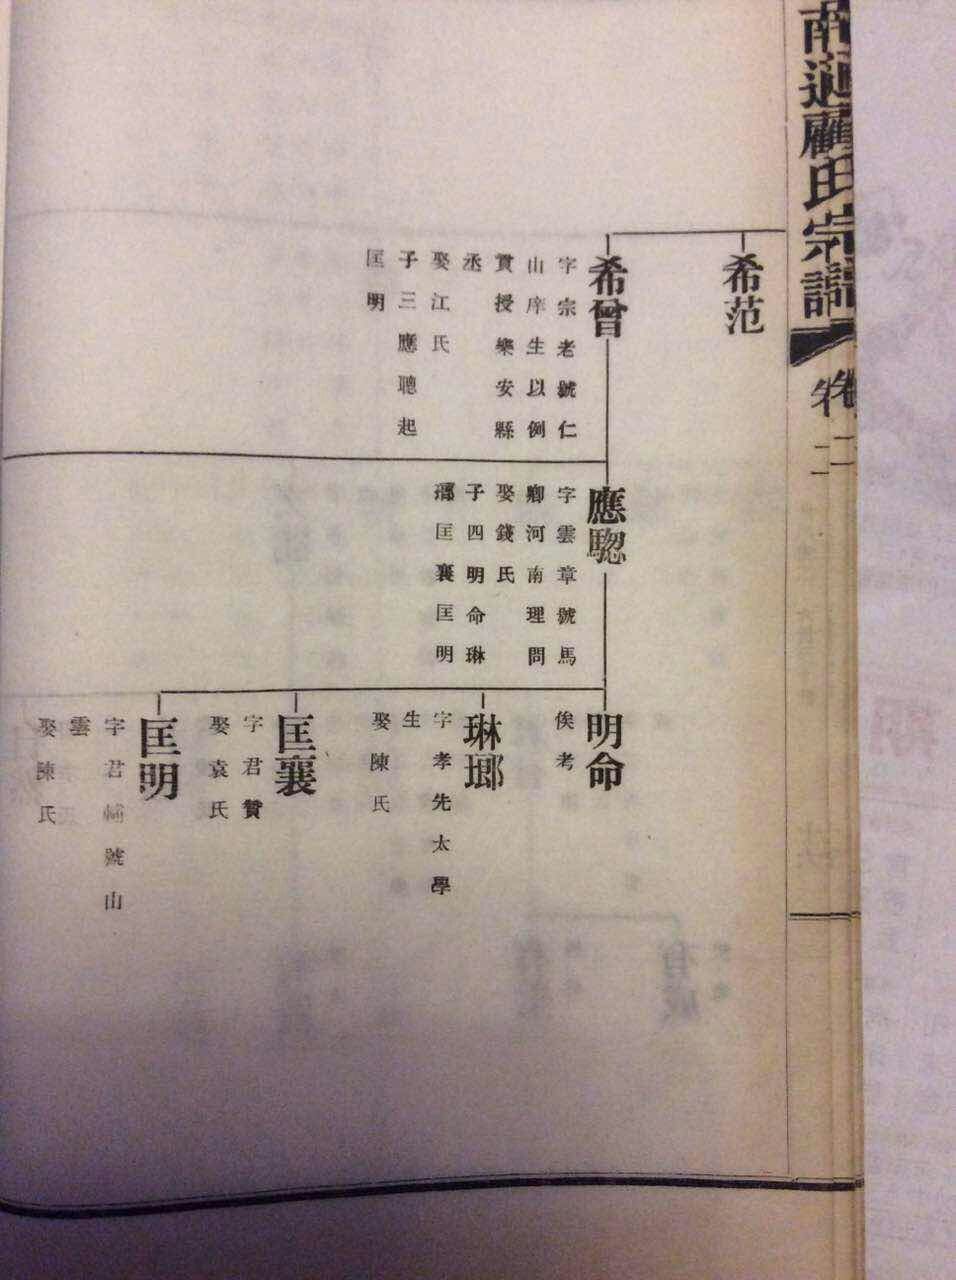 南通顧氏宗譜
卷二
希范
希曾
字宗老號仁
山庠生以例
貢授樂安縣
丞
娶江氏
子三應聰起
匡明
應聰
字雲章號馬
卿河南理問
娶錢氏
子四明命琳
瑯匡襄匡明
明命
俟考
琳瑯
字孝先太學
生
娶陳氏
匡襄
字君贊
娶袁氏
匡明
字君輔號山
雲
娶陳氏